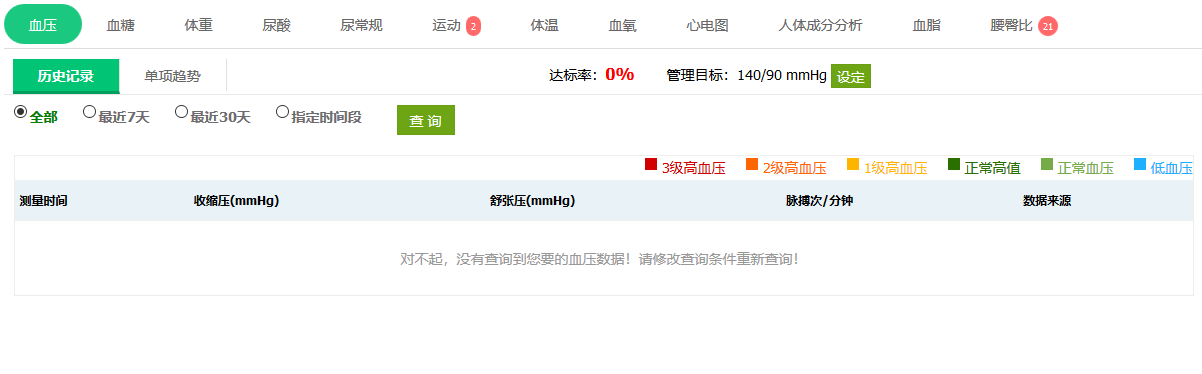 血压 血糖 体重 尿酸 尿常规 运动 2 体温 血氧 心电图 人体成分分析 血脂 腰臀比 21
历史记录 单项趋势 达标率：0% 管理目标：140/90 mmHg 设定
全部 最近7天 最近30天 指定时间段 查 询
3级高血压 2级高血压 1级高血压 正常高值 正常血压 低血压
测量时间 收缩压(mmHg) 舒张压(mmHg) 脉搏次/分钟 数据来源
对不起，没有查询到您要的血压数据！请修改查询条件重新查询！